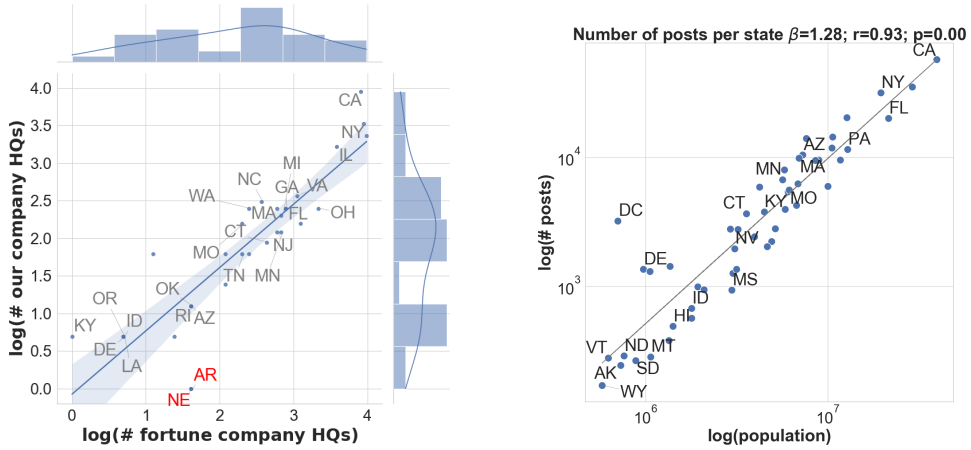 4.0
3.5
3.0
2.5
2.0
1.5
1.0
0.5
0.0
log(# our company HQs)
CA
NY
IL
MI
NC
GA
VA
WA
MA
FL
OH
CT
NJ
MO
TN
MN
OK
OR
ID
RI
AZ
KY
DE
LA
AR
NE
0
1
2
3
4
log(# fortune company HQs)
Number of posts per state β=1.28; r=0.93; p=0.00
CA
NY
FL
PA
AZ
MA
MN
MO
KY
CT
DC
NV
DE
MS
ID
HI
VT
ND
MT
SD
AK
WY
10⁴
10³
log(# posts)
10⁶
10⁷
log(population)